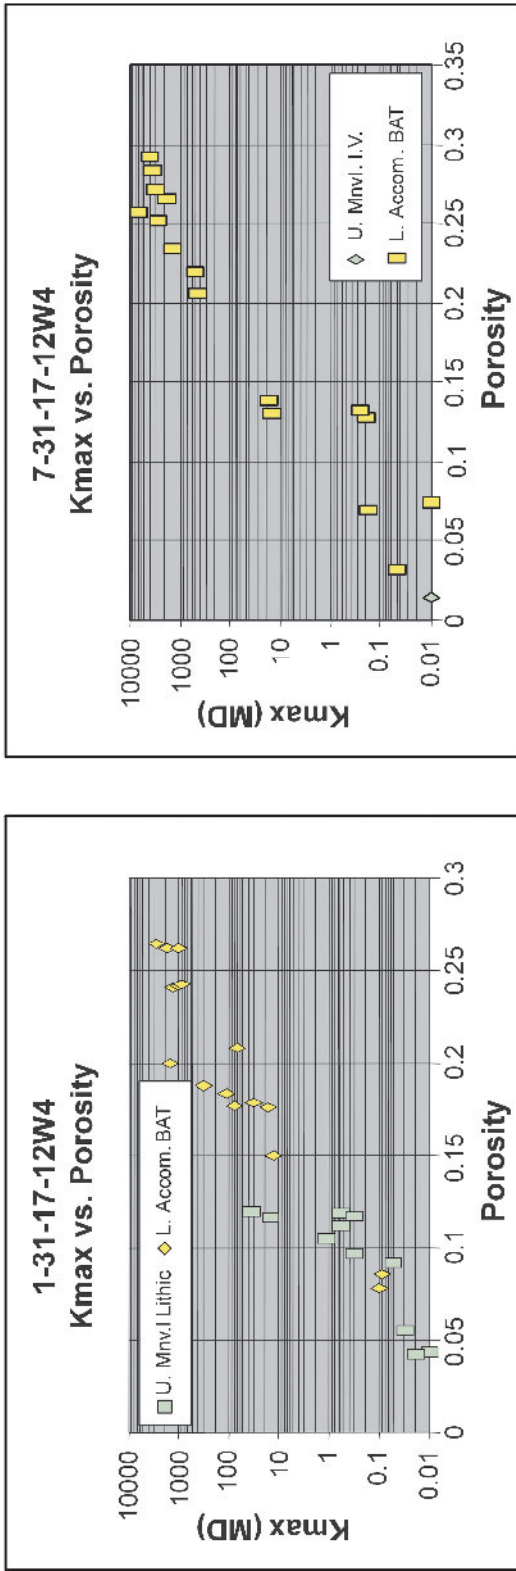 1-31-17-12W4
Kmax vs. Porosity
Kmax (MD)
10000
1000
100
10
1
0.1
0.01
U. Mnv.l Lithic
L. Accom. BAT
0
0.05
0.1
0.15
0.2
0.25
0.3
Porosity
7-31-17-12W4
Kmax vs. Porosity
Kmax (MD)
10000
1000
100
10
1
0.1
0.01
U. Mnvl. I.V.
L. Accom. BAT
0
0.05
0.1
0.15
0.2
0.25
0.3
0.35
Porosity